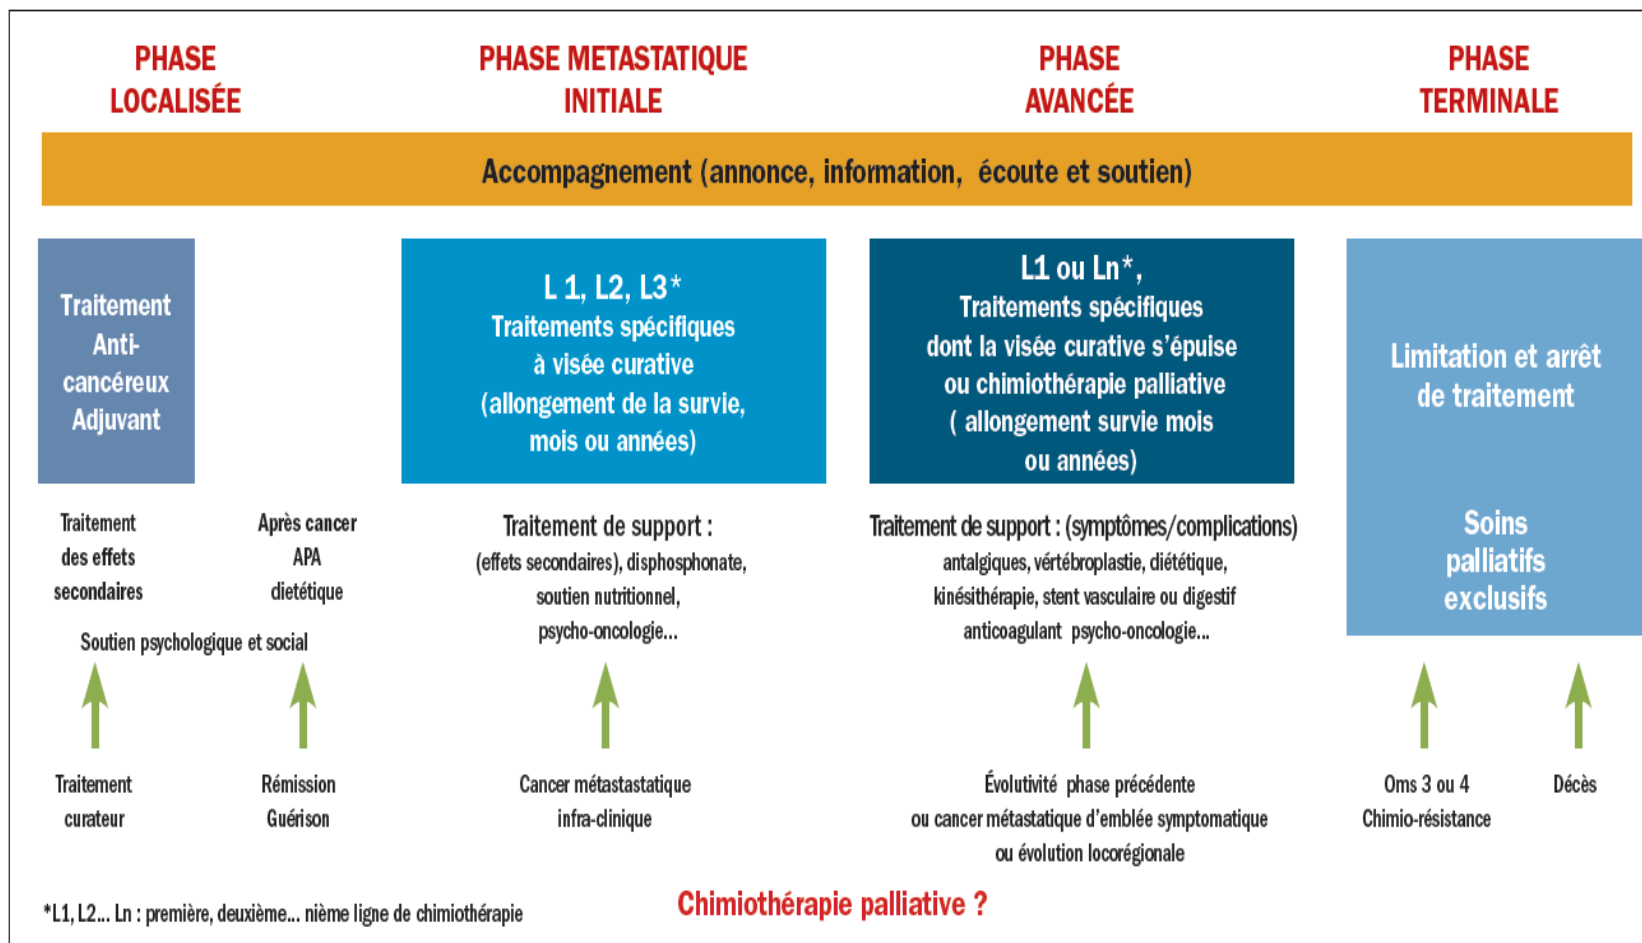 PHASE
LOCALISÉE
PHASE METASTATIQUE
INITIALE
PHASE
AVANCÉE
PHASE
TERMINALE
Accompagnement (annonce, information, écoute et soutien)
Traitement
Anti-
cancéreux
Adjuvant
L 1, L2, L3*
Traitements spécifiques
à visée curative
(allongement de la survie,
mois ou années)
L1 ou Ln*,
Traitements spécifiques
dont la visée curative s'épuise
ou chimiothérapie palliative
( allongement survie mois
ou années)
Limitation et arrêt
de traitement
Soins
palliatifs
exclusifs
Traitement
des effets
secondaires
Après cancer
APA
dietétique
Soutien psychologique et social
Traitement de support :
(effets secondaires), disphosphonate,
soutien nutritionnel,
psycho-oncologie...
Traitement de support : (symptômes/complications)
antalgiques, vértébroplastie, diététique,
kinésithérapie, stent vasculaire ou digestif
anticoagulant psycho-oncologie...
Traitement
curateur
Rémission
Guérison
Cancer métastastatique
infra-clinique
Évolutivité phase précédente
ou cancer métastatique d'emblée symptomatique
ou évolution locorégionale
Oms 3 ou 4
Chimio-résistance
Décès
*L1, L2... Ln : première, deuxième... nième ligne de chimiothérapie
Chimiothérapie palliative ?